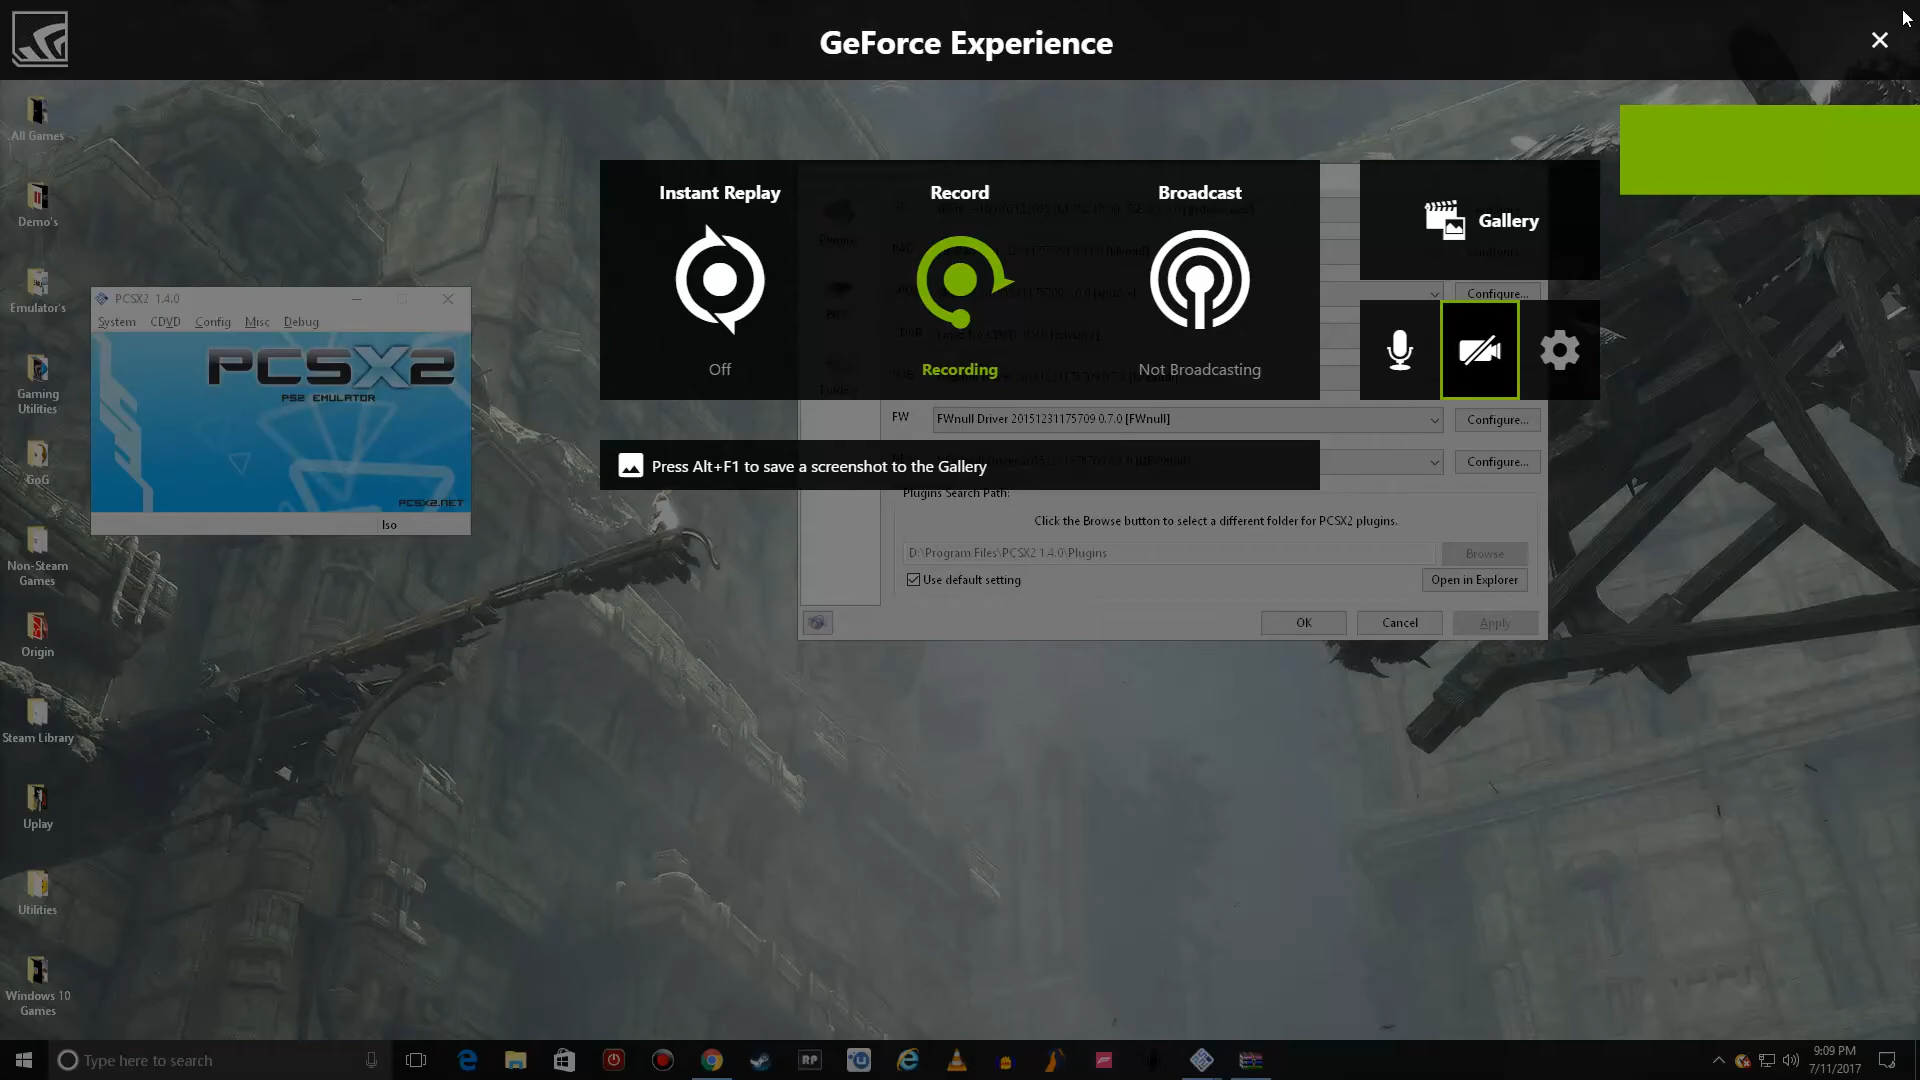 GeForce Experience
All Games
Demo's
Emulator's
Gaming
Utilities
GoG
Non-Steam
Games
Origin
Steam Library
Uplay
Utilities
Windows 10
Games
PCSX2 1.4.0
System CDVD Config Misc Debug
PCSX2
PS2 EMULATOR
PCSX2.NET
Iso
Instant Replay
Off
Record
Recording
Broadcast
Not Broadcasting
Gallery
Press Alt+F1 to save a screenshot to the Gallery
Configure...
FW FWnull Driver 20151231175709 0.7.0 [FWnull] Configure...
Configure...
Plugins Search Path:
Click the Browse button to select a different folder for PCSX2 plugins.
D:\Program Files\PCSX2 1.4.0\Plugins Browse
Use default setting Open in Explorer
OK Cancel Apply
Type here to search
RP
9:09 PM
7/11/2017